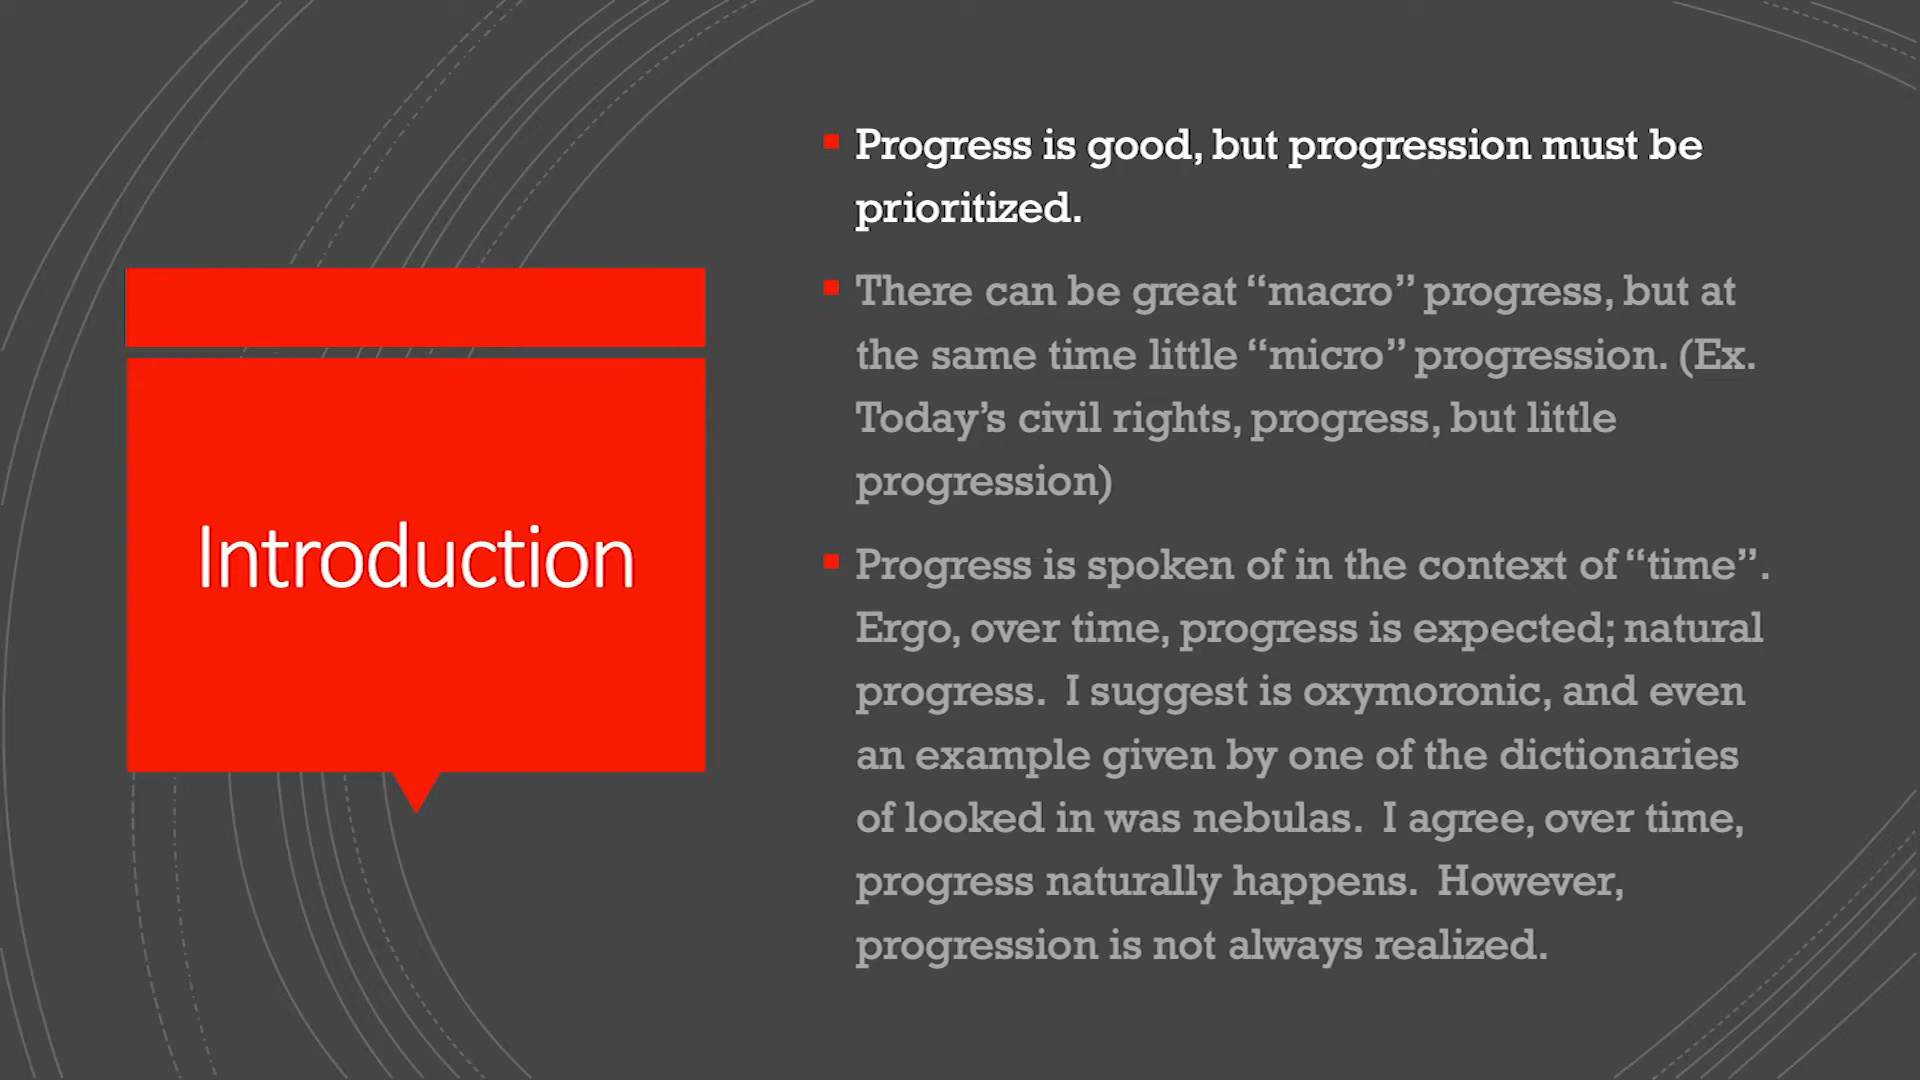 Introduction
Progress is good, but progression must be
prioritized.
There can be great “macro” progress, but at
the same time little “micro” progression. (Ex.
Today’s civil rights, progress, but little
progression)
Progress is spoken of in the context of “time”.
Ergo, over time, progress is expected; natural
progress.  I suggest is oxymoronic, and even
an example given by one of the dictionaries
of looked in was nebulas.  I agree, over time,
progress naturally happens.  However,
progression is not always realized.